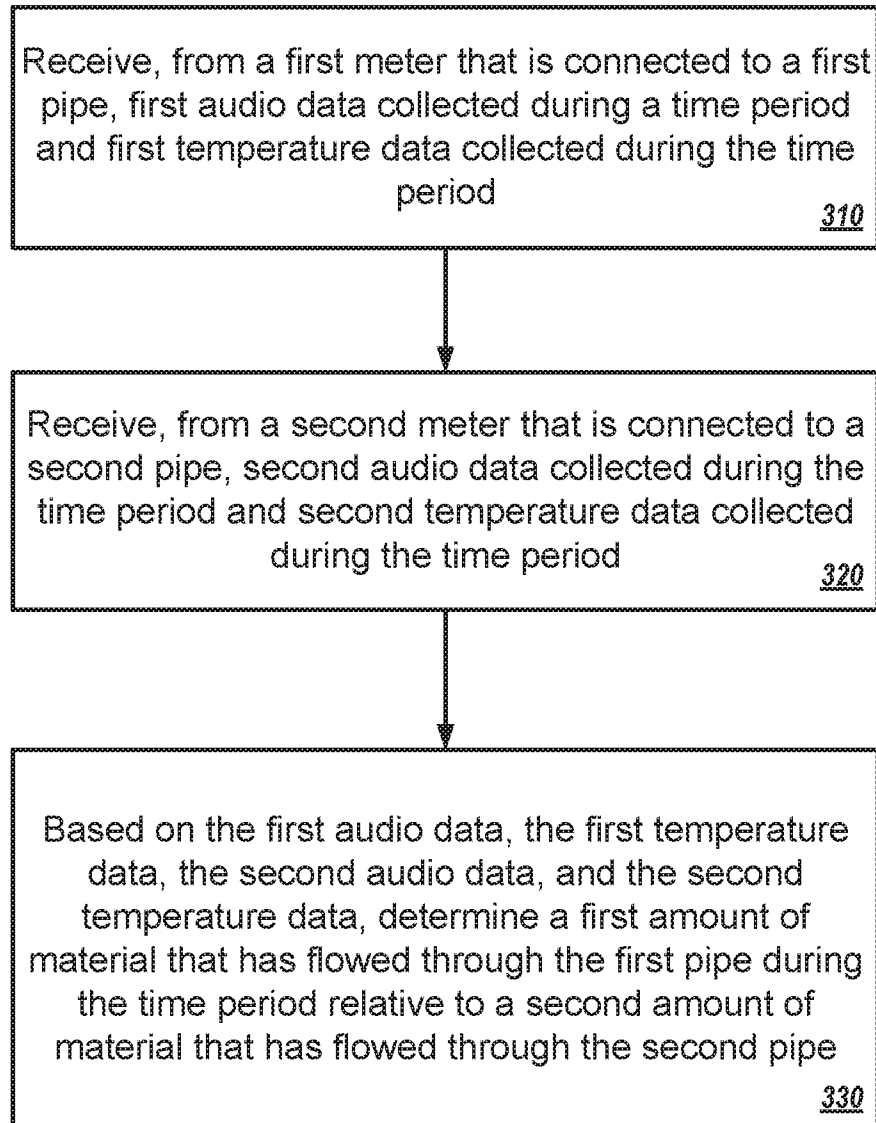 Receive, from a first meter that is connected to a first
pipe, first audio data collected during a time period
and first temperature data collected during the time
period
310
Receive, from a second meter that is connected to a
second pipe, second audio data collected during the
time period and second temperature data collected
during the time period
320
Based on the first audio data, the first temperature
data, the second audio data, and the second
temperature data, determine a first amount of
material that has flowed through the first pipe during
the time period relative to a second amount of
material that has flowed through the second pipe
330